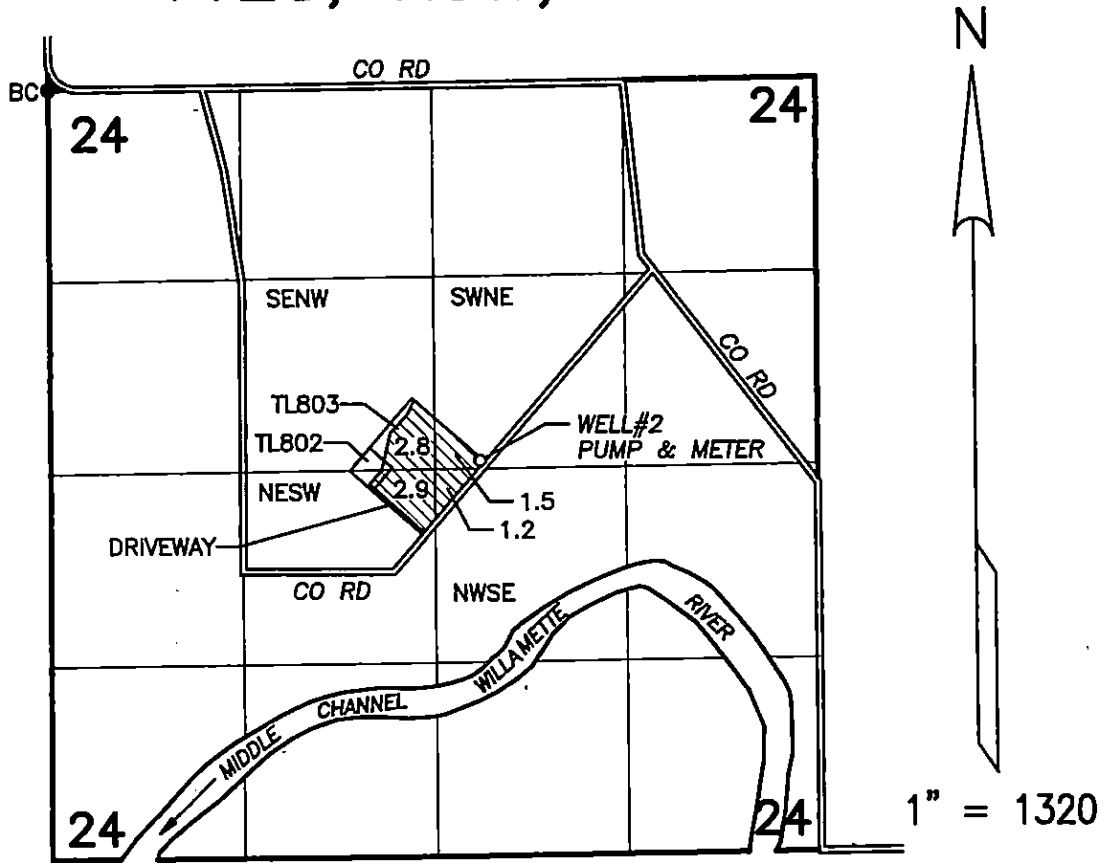 CO RD
BC
24
24
SENW
SWNE
CO RD
TL803
TL802
2.8
WELL#2
PUMP & METER
NESW
2.9
1.5
1.2
DRIVEWAY
CO RD
NWSE
RIVER
WILLAMETTE
CHANNEL
MIDDLE
24
24
N
1" = 1320